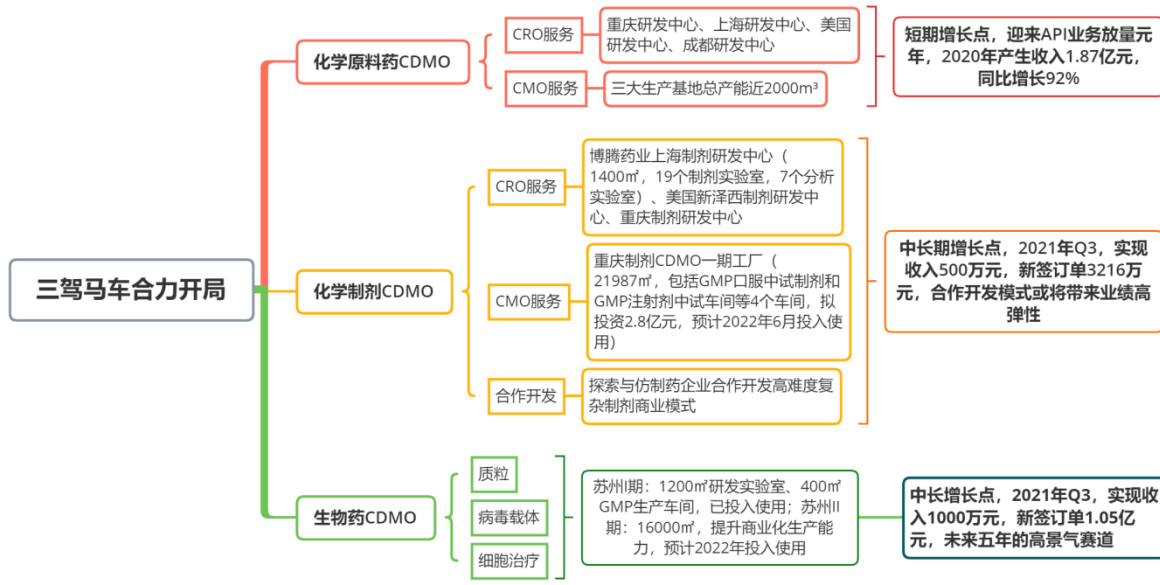 三驾马车合力开局
化学原料药CDMO
CRO服务
重庆研发中心、上海研发中心、美国
研发中心、成都研发中心
CMO服务
三大生产基地总产能近2000m³
短期增长点，迎来API业务放量元
年，2020年产生收入1.87亿元，
同比增长92%
化学制剂CDMO
CRO服务
博腾药业上海制剂研发中心（
1400㎡，19个制剂实验室，7个分析
实验室）、美国新泽西制剂研发中
心、重庆制剂研发中心
CMO服务
重庆制剂CDMO一期工厂（
21987㎡，包括GMP口服中试制剂和
GMP注射剂中试车间等4个车间，拟
投资2.8亿元，预计2022年6月投入使
用）
合作开发
探索与仿制药企业合作开发高难度复
杂制剂商业模式
中长期增长点，2021年Q3，实现
收入500万元，新签订单3216万
元，合作开发模式或将带来业绩高
弹性
生物药CDMO
质粒
病毒载体
细胞治疗
苏州I期：1200㎡研发实验室、400㎡
GMP生产车间，已投入使用；苏州II
期：16000㎡，提升商业化生产能
力，预计2022年投入使用
中长增长点，2021年Q3，实现收
入1000万元，新签订单1.05亿
元，未来五年的高景气赛道